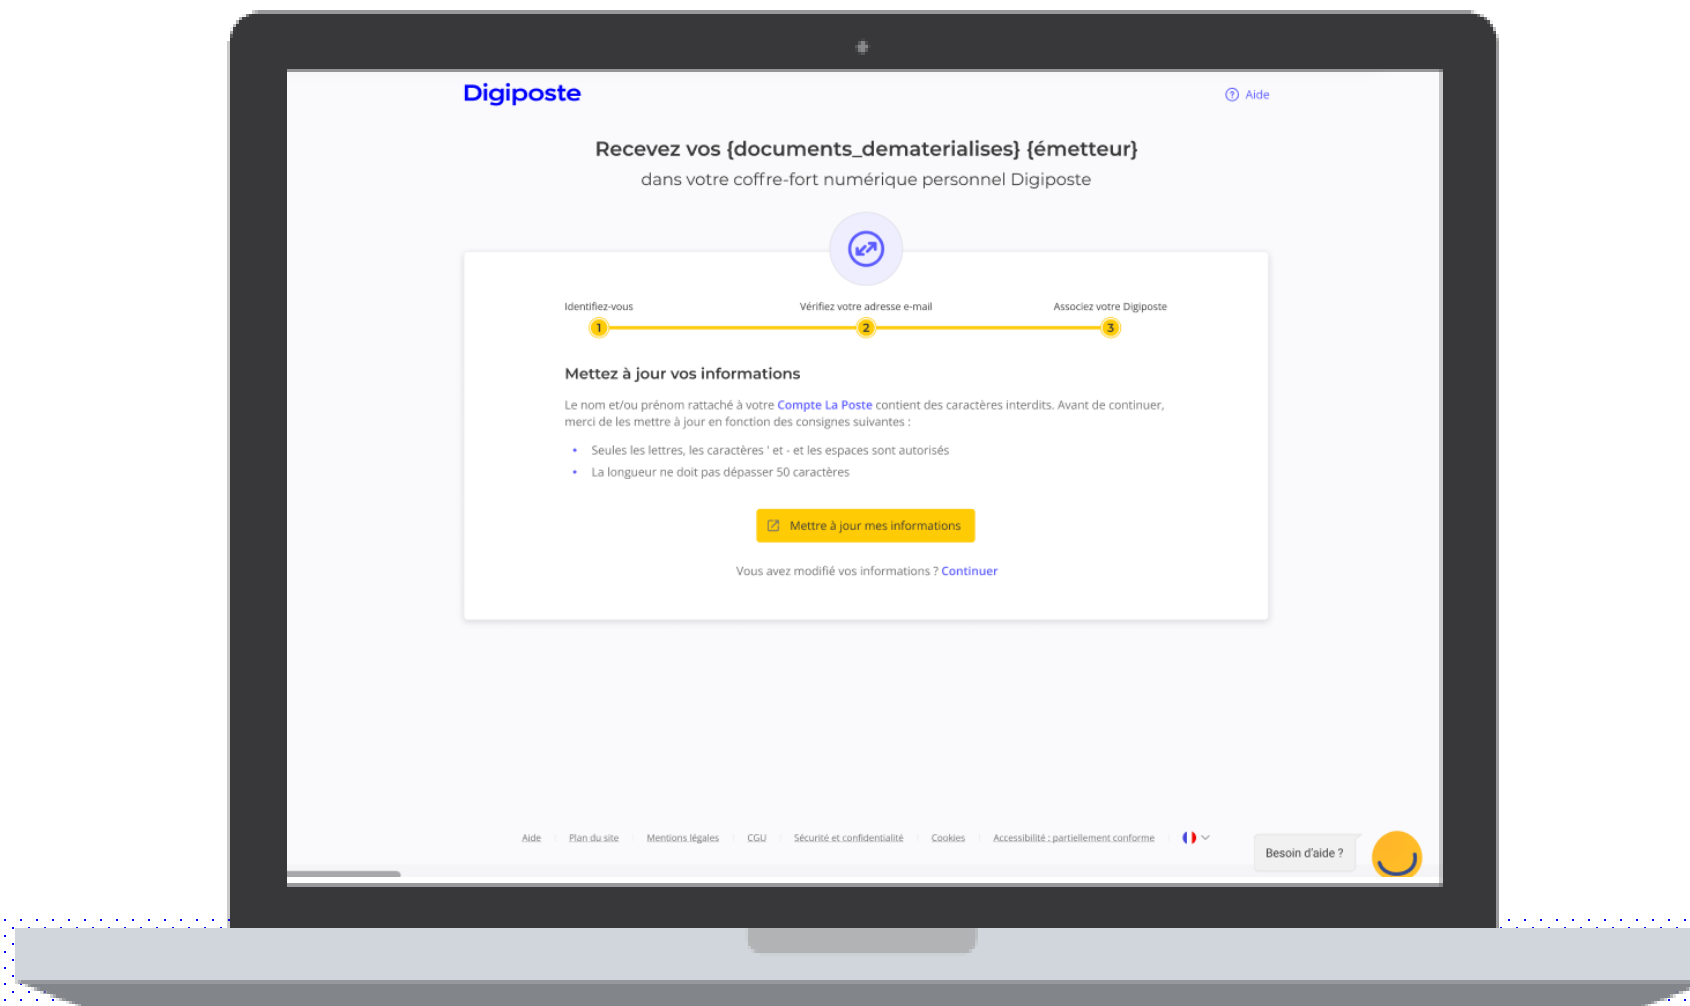 Digiposte
Aide
Recevez vos {documents_dematerialises} {émetteur}
dans votre coffre-fort numérique personnel Digiposte
Identifiez-vous
Vérifiez votre adresse e-mail
Associez votre Digiposte
1
2
3
Mettez à jour vos informations
Le nom et/ou prénom rattaché à votre Compte La Poste contient des caractères interdits. Avant de continuer,
merci de les mettre à jour en fonction des consignes suivantes :
• Seules les lettres, les caractères ' et - et les espaces sont autorisés
• La longueur ne doit pas dépasser 50 caractères
Mettre à jour mes informations
Vous avez modifié vos informations ? Continuer
Aide
Plan du site
Mentions légales
CGU
Sécurité et confidentialité
Cookies
Accessibilité : partiellement conforme
Besoin d'aide ?